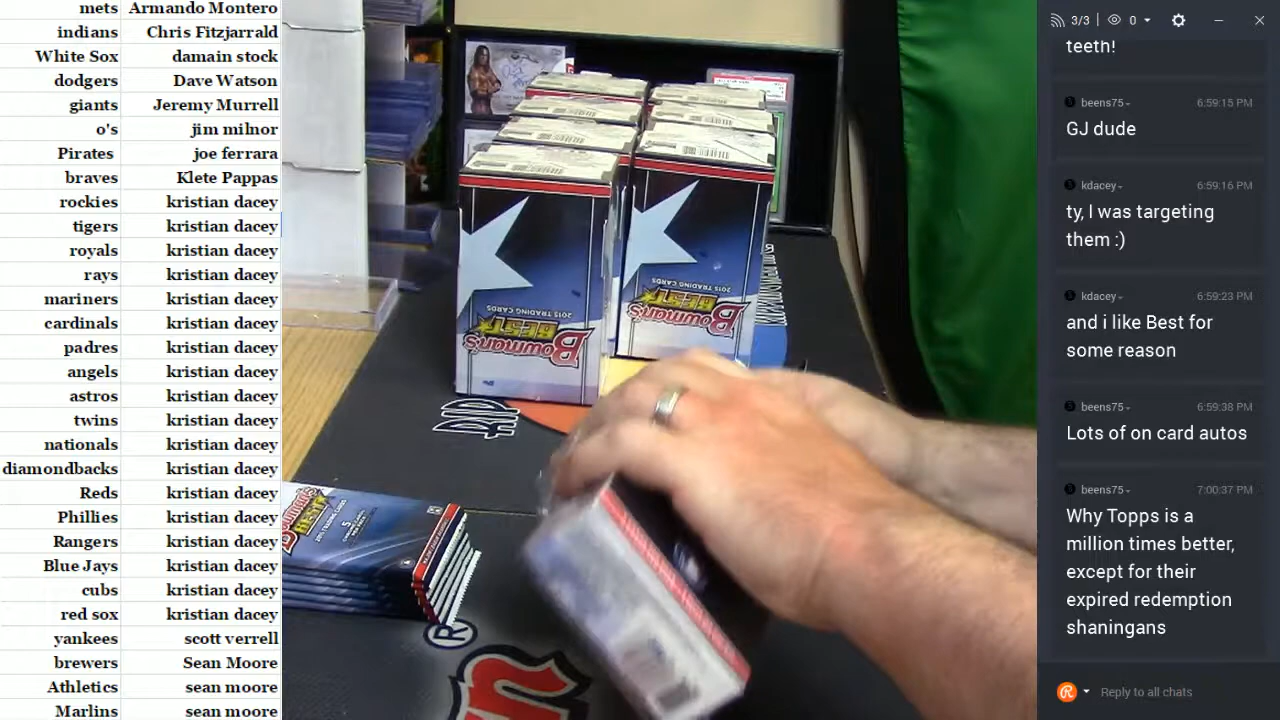 mets Armando Montero
indians Chris Fitzjarrald
White Sox damain stock
dodgers Dave Watson
giants Jeremy Murrell
o's jim milnor
Pirates joe ferrara
braves Klete Pappas
rockies kristian dacey
tigers kristian dacey
royals kristian dacey
rays kristian dacey
mariners kristian dacey
cardinals kristian dacey
padres kristian dacey
angels kristian dacey
astros kristian dacey
twins kristian dacey
nationals kristian dacey
diamondbacks kristian dacey
Reds kristian dacey
Phillies kristian dacey
Rangers kristian dacey
Blue Jays kristian dacey
cubs kristian dacey
red sox kristian dacey
yankees scott verrell
brewers Sean Moore
Athletics sean moore
Marlins sean moore
2015 TRADING CARDS
BOWMAN'S
BEST
2015 TRADING CARDS
BOWMAN'S
BEST
RIP
BOWMAN'S
BEST
2015 TRADING CARDS
5
®
3/3
0
teeth!
beens75
6:59:15 PM
GJ dude
kdacey
6:59:16 PM
ty, I was targeting
them :)
kdacey
6:59:23 PM
and i like Best for
some reason
beens75
6:59:38 PM
Lots of on card autos
beens75
7:00:37 PM
Why Topps is a
million times better,
except for their
expired redemption
shaningans
Reply to all chats